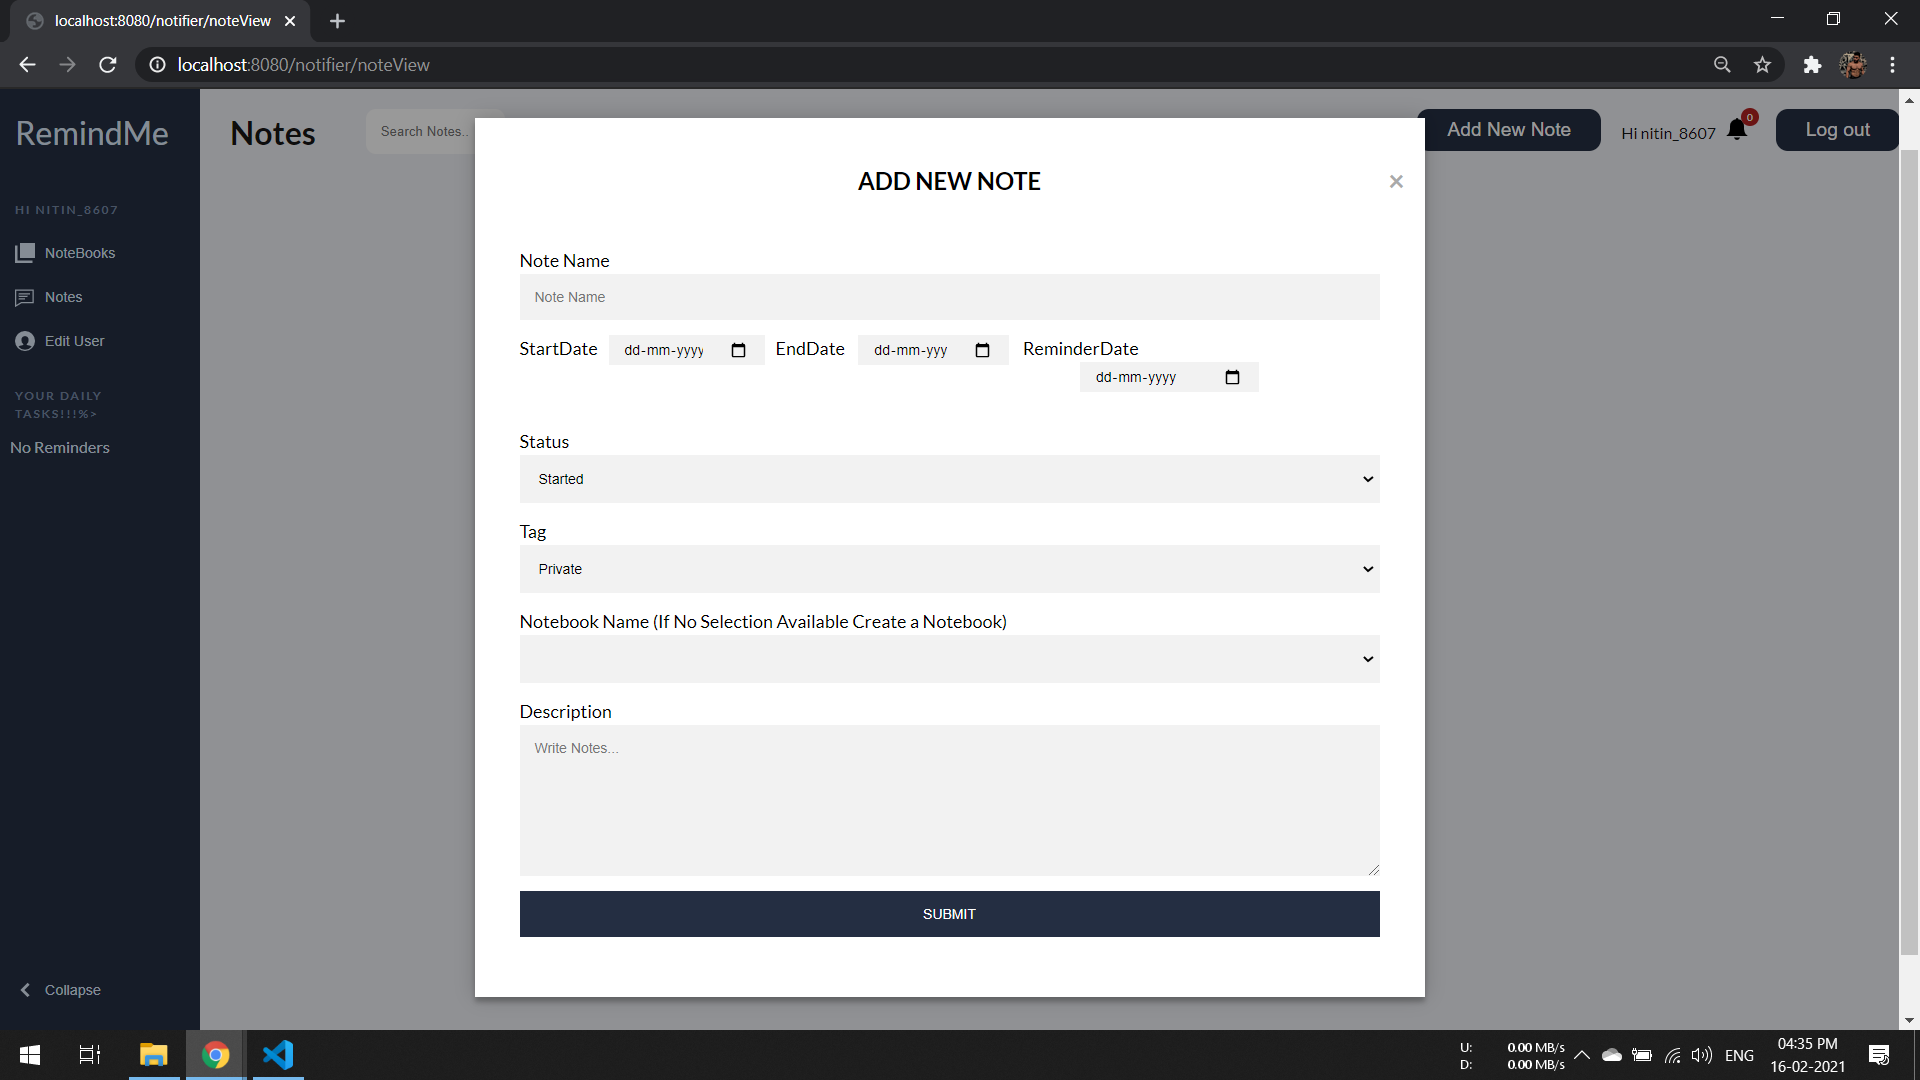 localhost:8080/notifier/noteView
localhost:8080/notifier/noteView
RemindMe
Notes
Search Notes..
Add New Note
Hi nitin_8607
0
Log out
HI NITIN_8607
NoteBooks
Notes
Edit User
YOUR DAILY
TASKS!!!%>
No Reminders
Collapse
ADD NEW NOTE
×
Note Name
Note Name
StartDate dd-mm-yyyy EndDate dd-mm-yyy ReminderDate
dd-mm-yyyy
Status
Started
Tag
Private
Notebook Name (If No Selection Available Create a Notebook)
Description
Write Notes...
SUBMIT
U: 0.00 MB/s
D: 0.00 MB/s
ENG
04:35 PM
16-02-2021